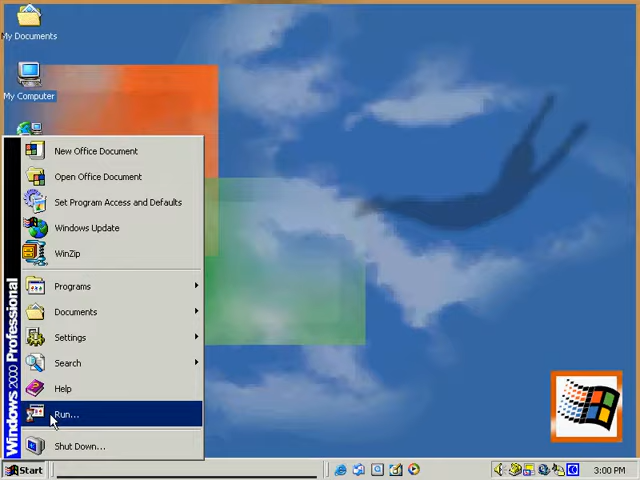 My Documents
My Computer
New Office Document
Open Office Document
Set Program Access and Defaults
Windows Update
WinZip
Programs
Documents
Settings
Search
Help
Run...
Shut Down...
Windows 2000 Professional
Start
3:00 PM